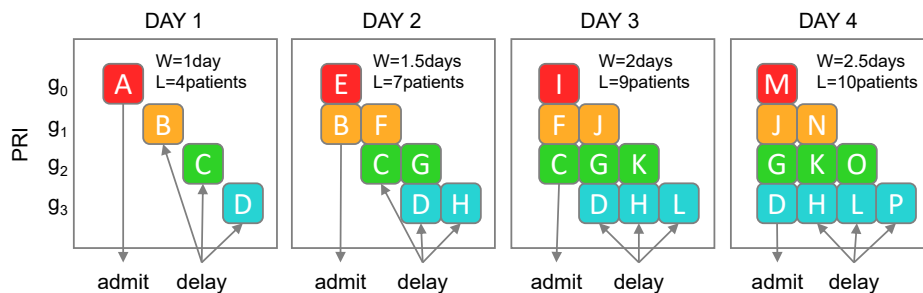 DAY 1
DAY 2
DAY 3
DAY 4
PRI
g0
g1
g2
g3
W=1day
L=4patients
A
B
C
D
admit delay
W=1.5days
L=7patients
E
B F
C G
D H
admit delay
W=2days
L=9patients
I
F J
C G K
D H L
admit delay
W=2.5days
L=10patients
M
J N
G K O
D H L P
admit delay